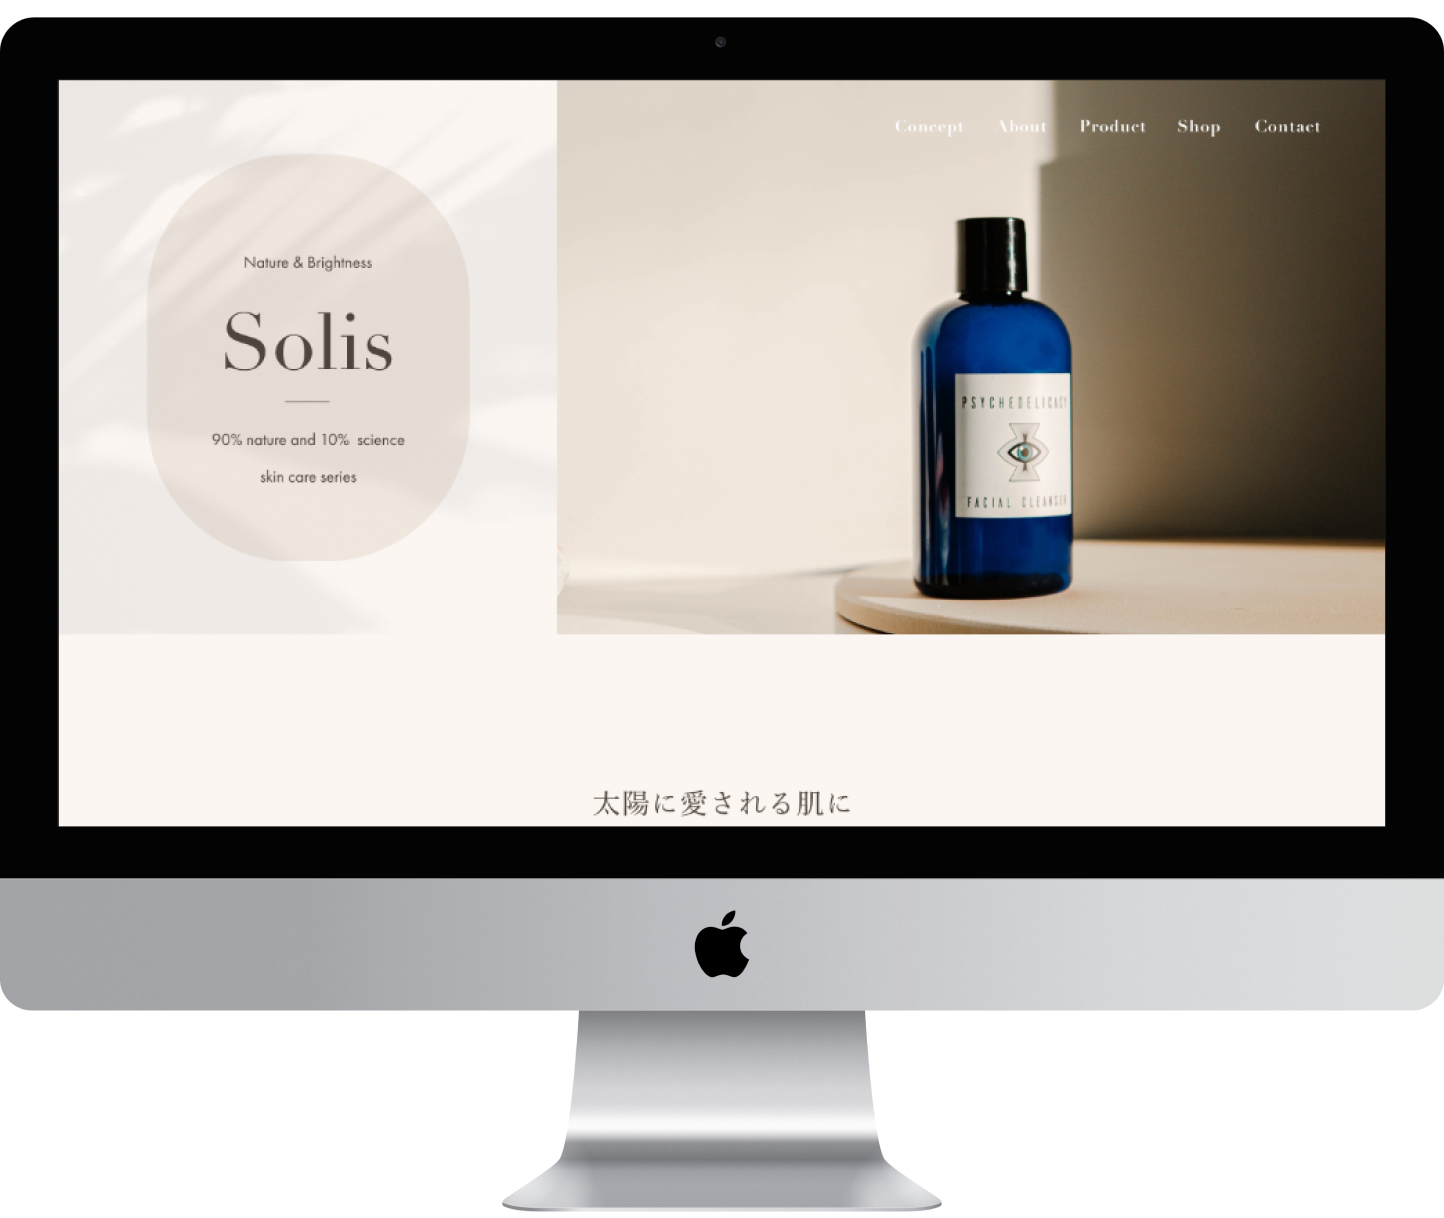 Concept About Product Shop Contact
Nature & Brightness
Solis
90% nature and 10% science
skin care series
PSYCHEDELICACY
FACIAL CLEANSER
太陽に愛される肌に